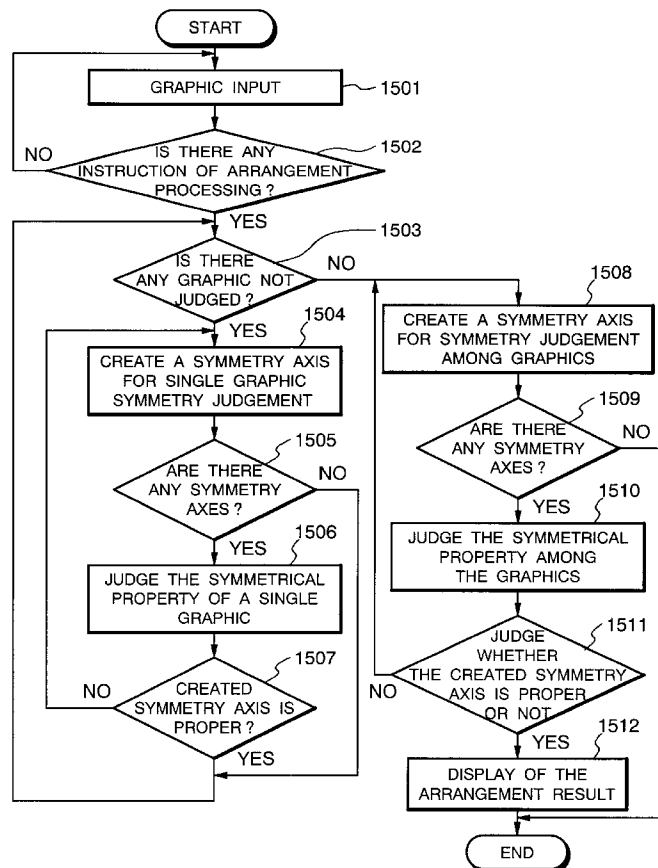 START
GRAPHIC INPUT
1501
IS THERE ANY
INSTRUCTION OF ARRANGEMENT
PROCESSING ?
1502
NO
YES
IS THERE
ANY GRAPHIC NOT
JUDGED ?
1503
NO
YES
1504
CREATE A SYMMETRY AXIS
FOR SINGLE GRAPHIC
SYMMETRY JUDGEMENT
1505
ARE THERE
ANY SYMMETRY
AXES ?
NO
YES
1506
JUDGE THE SYMMETRICAL
PROPERTY OF A SINGLE
GRAPHIC
1507
CREATED
SYMMETRY AXIS IS
PROPER ?
NO
YES
1508
CREATE A SYMMETRY AXIS
FOR SYMMETRY JUDGEMENT
AMONG GRAPHICS
1509
ARE THERE
ANY SYMMETRY
AXES ?
NO
YES
1510
JUDGE THE SYMMETRICAL
PROPERTY AMONG
THE GRAPHICS
1511
JUDGE
WHETHER
THE CREATED SYMMETRY
AXIS IS PROPER
OR NOT
NO
YES
1512
DISPLAY OF THE
ARRANGEMENT RESULT
END